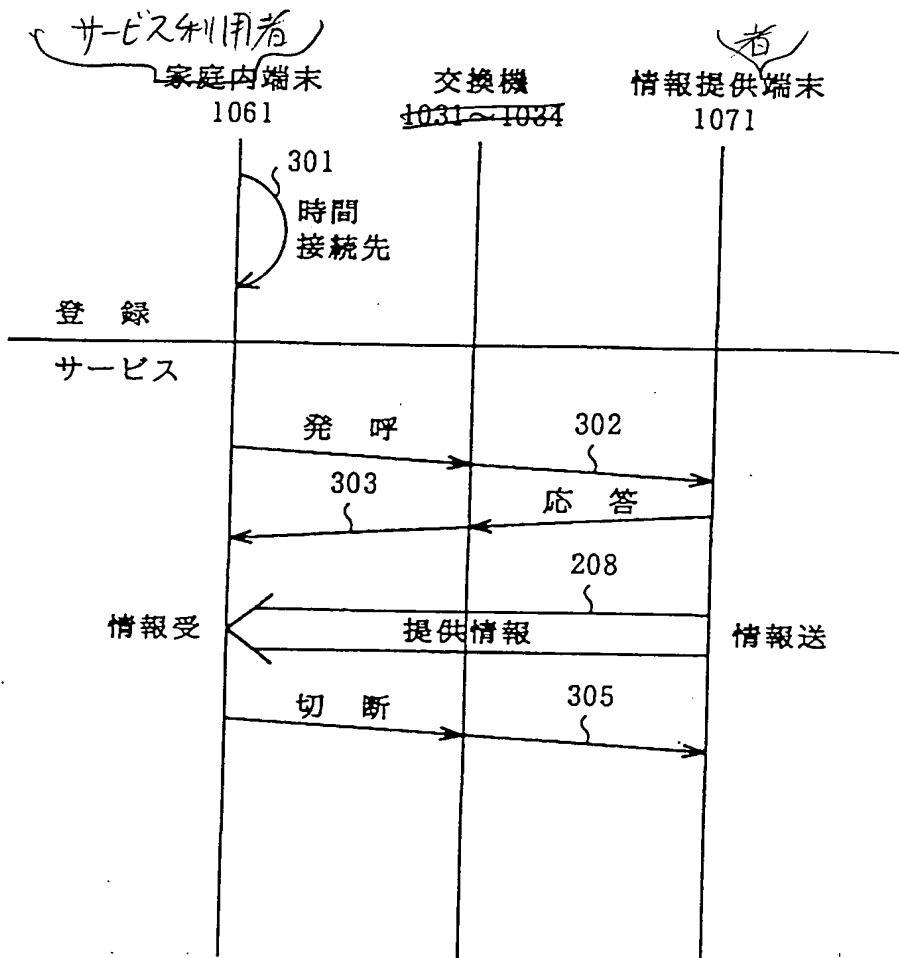 サービス利用者
者
家庭内端末 交換機 情報提供端末
1061 1031~1034 1071
301
時間
接続先
登 録
サービス
発 呼 302
303 応 答
208
情報受 提供情報 情報送
切 断 305